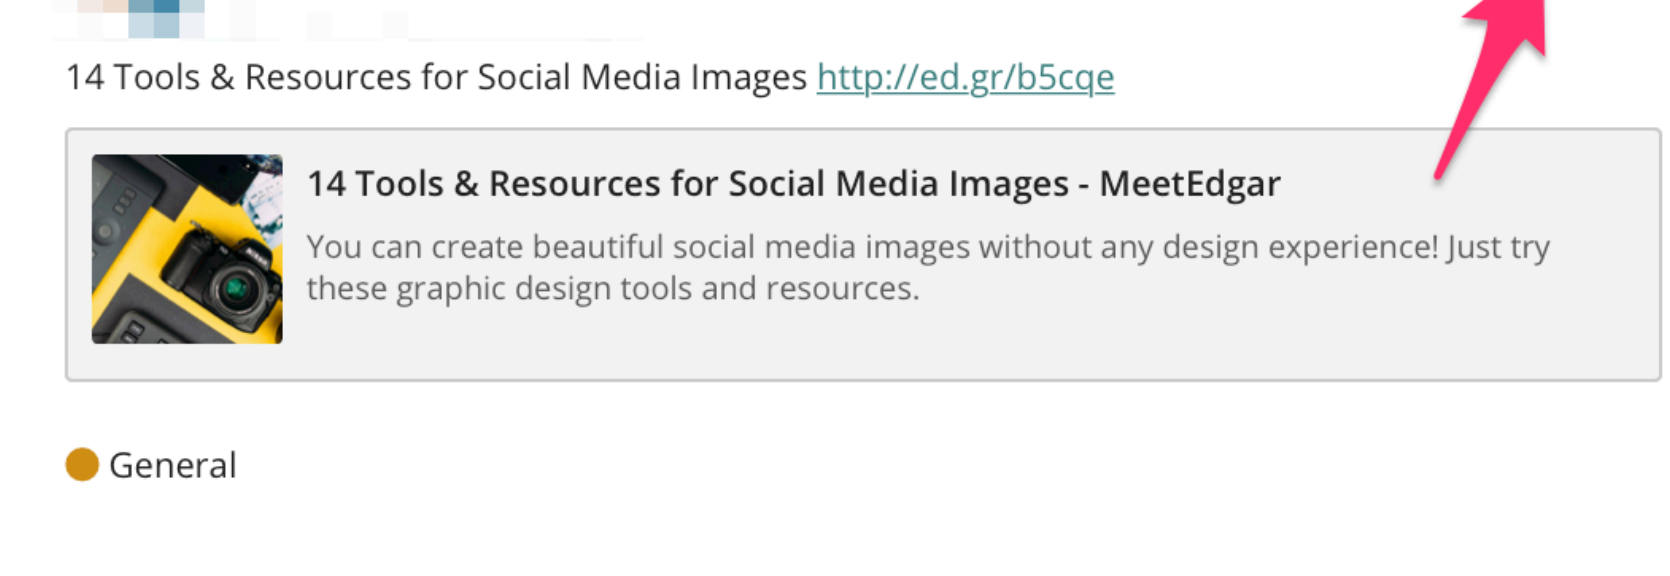 14 Tools & Resources for Social Media Images http://ed.gr/b5cqe
14 Tools & Resources for Social Media Images - MeetEdgar
You can create beautiful social media images without any design experience! Just try
these graphic design tools and resources.
General